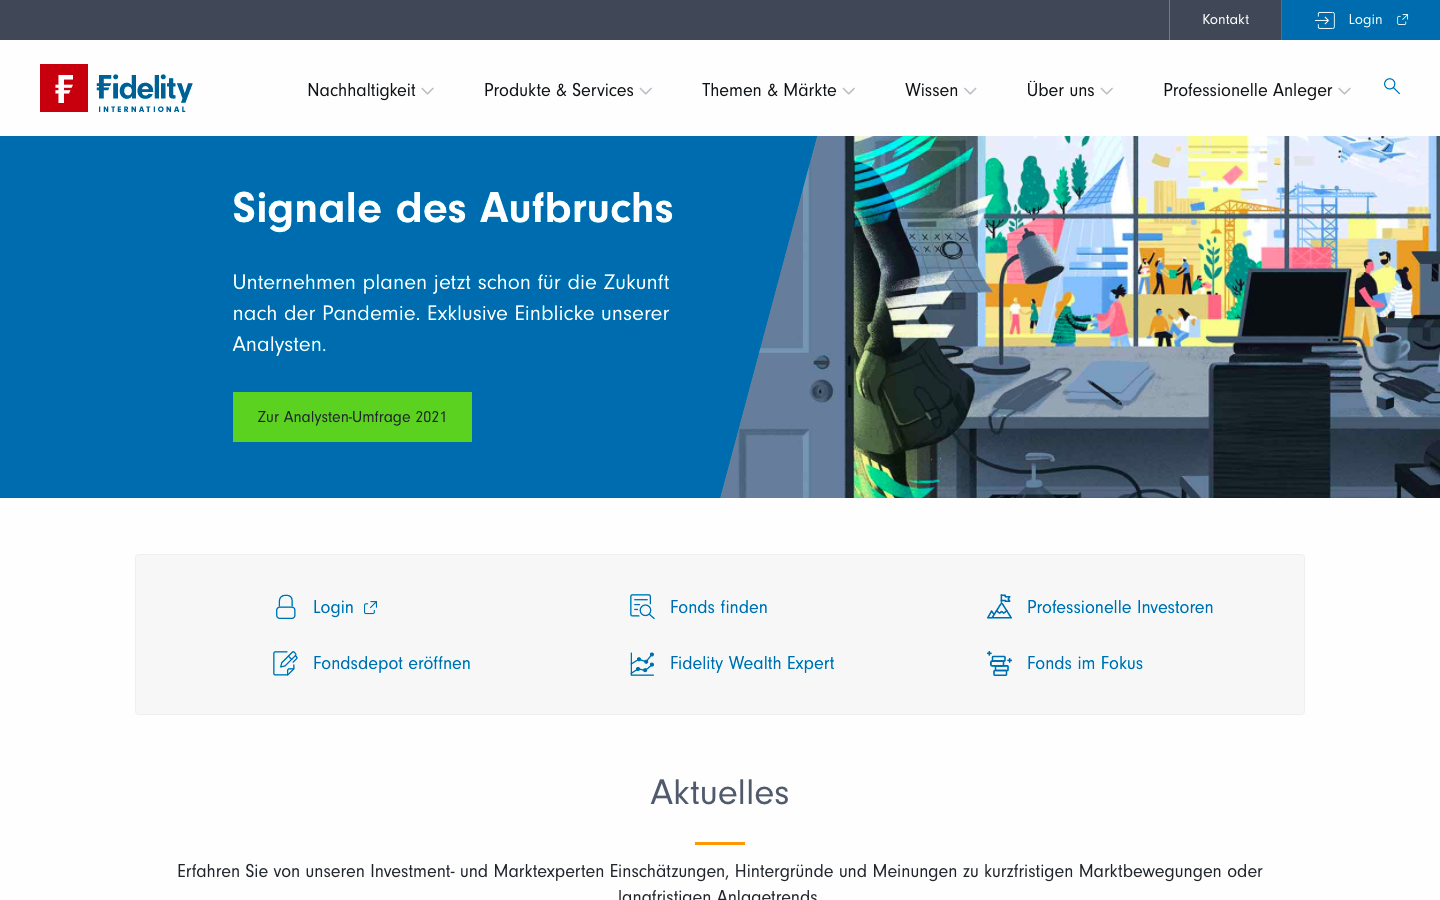 Kontakt
Login
Fidelity
INTERNATIONAL
Nachhaltigkeit
Produkte & Services
Themen & Märkte
Wissen
Über uns
Professionelle Anleger
Signale des Aufbruchs
Unternehmen planen jetzt schon für die Zukunft
nach der Pandemie. Exklusive Einblicke unserer
Analysten.
Zur Analysten-Umfrage 2021
Login
Fonds finden
Professionelle Investoren
Fondsdepot eröffnen
Fidelity Wealth Expert
Fonds im Fokus
Aktuelles
Erfahren Sie von unseren Investment- und Marktexperten Einschätzungen, Hintergründe und Meinungen zu kurzfristigen Marktbewegungen oder
langfristigen Anlagetrends.